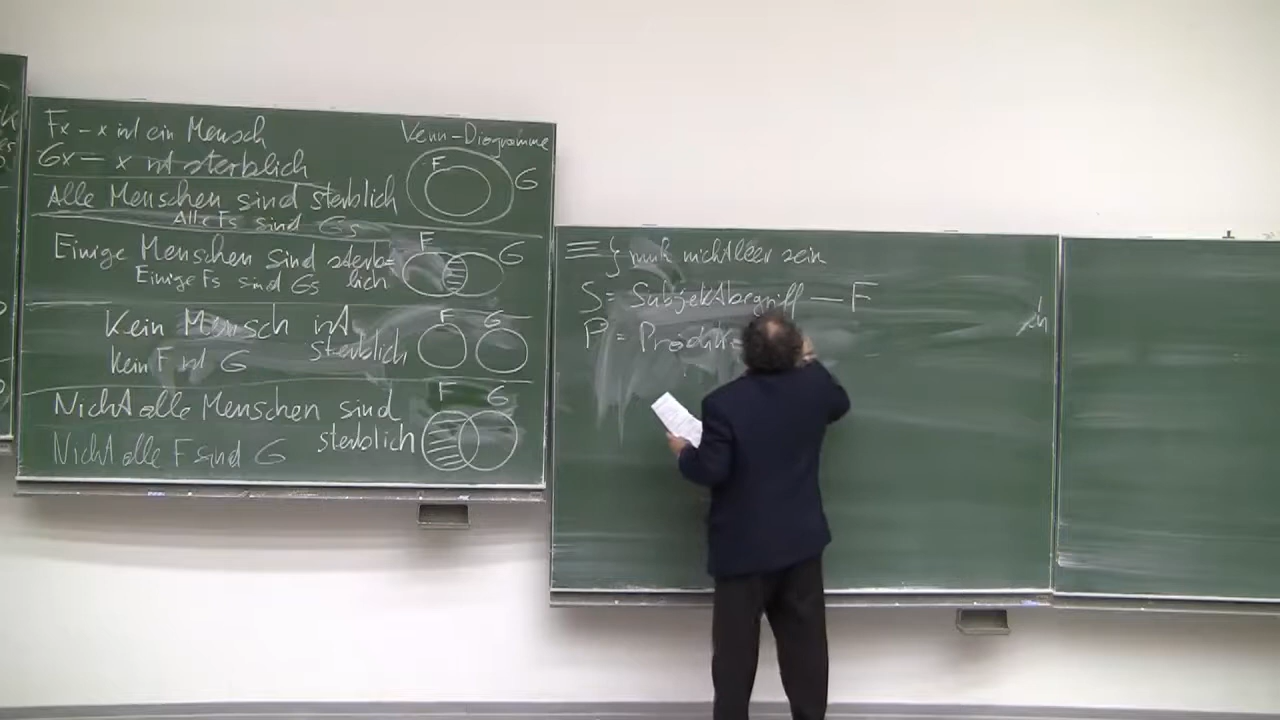 Fx – x ist ein Mensch
Gx – x ist sterblich
Venn-Diagramme
F
G
Alle Menschen sind sterblich
Alle Fs sind Gs
Einige Menschen sind sterb=
lich
Einige Fs sind Gs
F
G
Kein Mensch ist
sterblich
Kein F ist G
F
G
Nicht alle Menschen sind
sterblich
Nicht alle F sind G
F
G
muß nicht leer sein
S = Subjektbegriff – F
P = Prädika